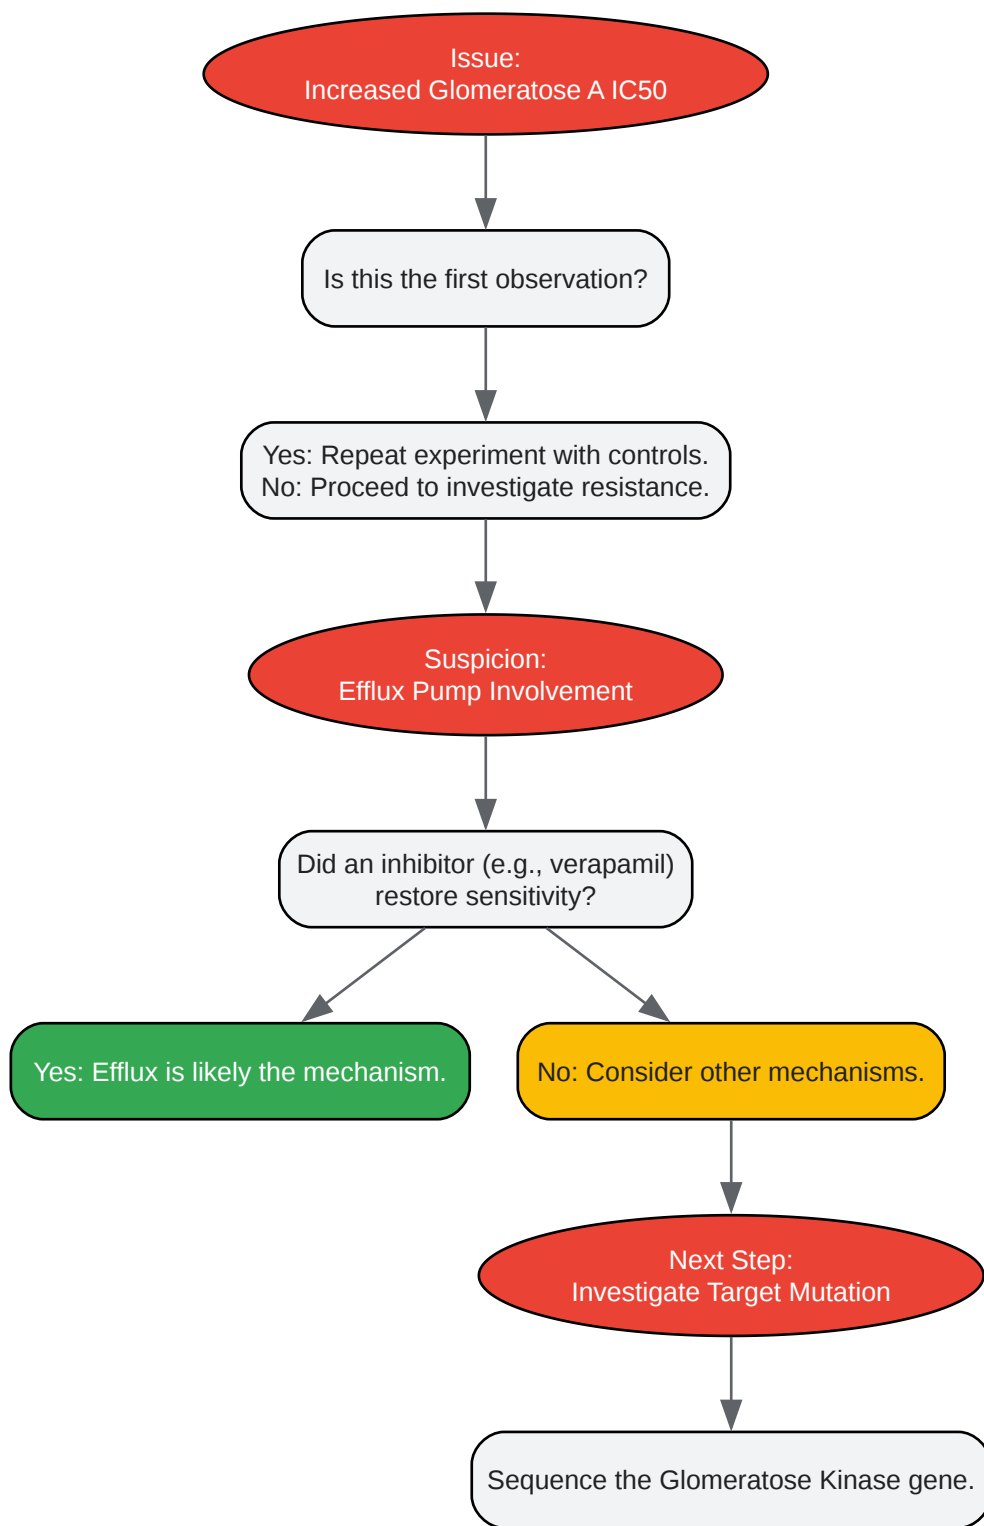 Issue:
Increased Glomeratose A IC50
Is this the first observation?
Yes: Repeat experiment with controls.
No: Proceed to investigate resistance.
Suspicion:
Efflux Pump Involvement
Did an inhibitor (e.g., verapamil)
restore sensitivity?
Yes: Efflux is likely the mechanism.
No: Consider other mechanisms.
Next Step:
Investigate Target Mutation
Sequence the Glomeratose Kinase gene.